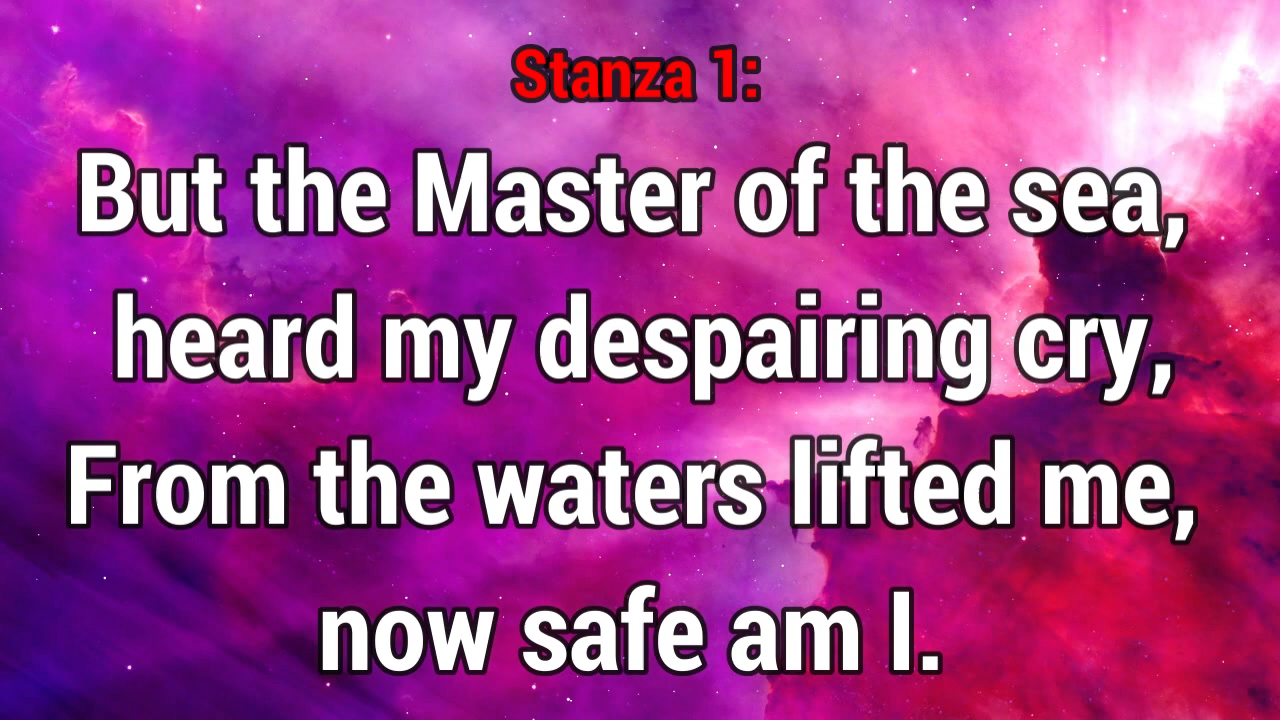 Stanza 1:
But the Master of the sea,
heard my despairing cry,
From the waters lifted me,
now safe am I.